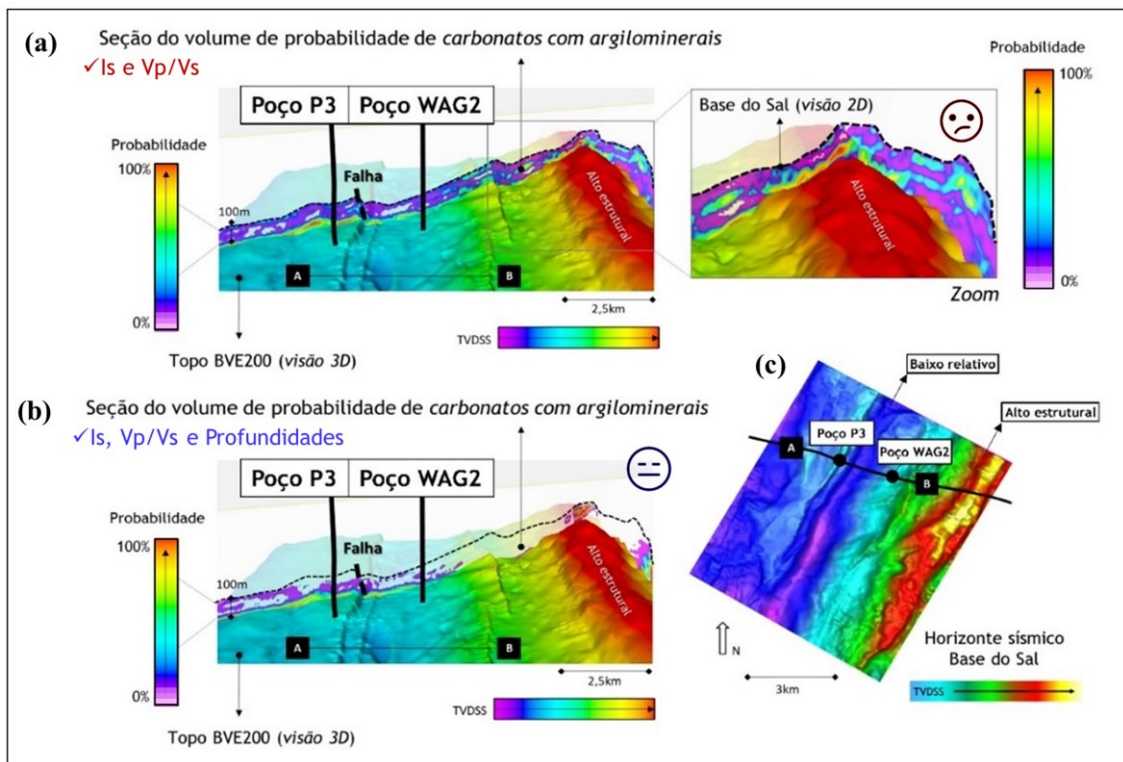 (a)
Seção do volume de probabilidade de carbonatos com argilominerais
✓Is e Vp/Vs
Probabilidade
100%
0%
100m
Poço P3
Poço WAG2
Falha
Alto estrutural
A
B
2,5km
TVDSS
Topo BVE200 (visão 3D)
Base do Sal (visão 2D)
Alto estrutural
Zoom
Probabilidade
100%
0%
(b)
Seção do volume de probabilidade de carbonatos com argilominerais
✓Is, Vp/Vs e Profundidades
Probabilidade
100%
0%
100m
Poço P3
Poço WAG2
Falha
Alto estrutural
A
B
2,5km
TVDSS
Topo BVE200 (visão 3D)
(c)
Baixo relativo
Alto estrutural
Poço P3
Poço WAG2
A
B
N
3km
Horizonte sísmico
Base do Sal
TVDSS